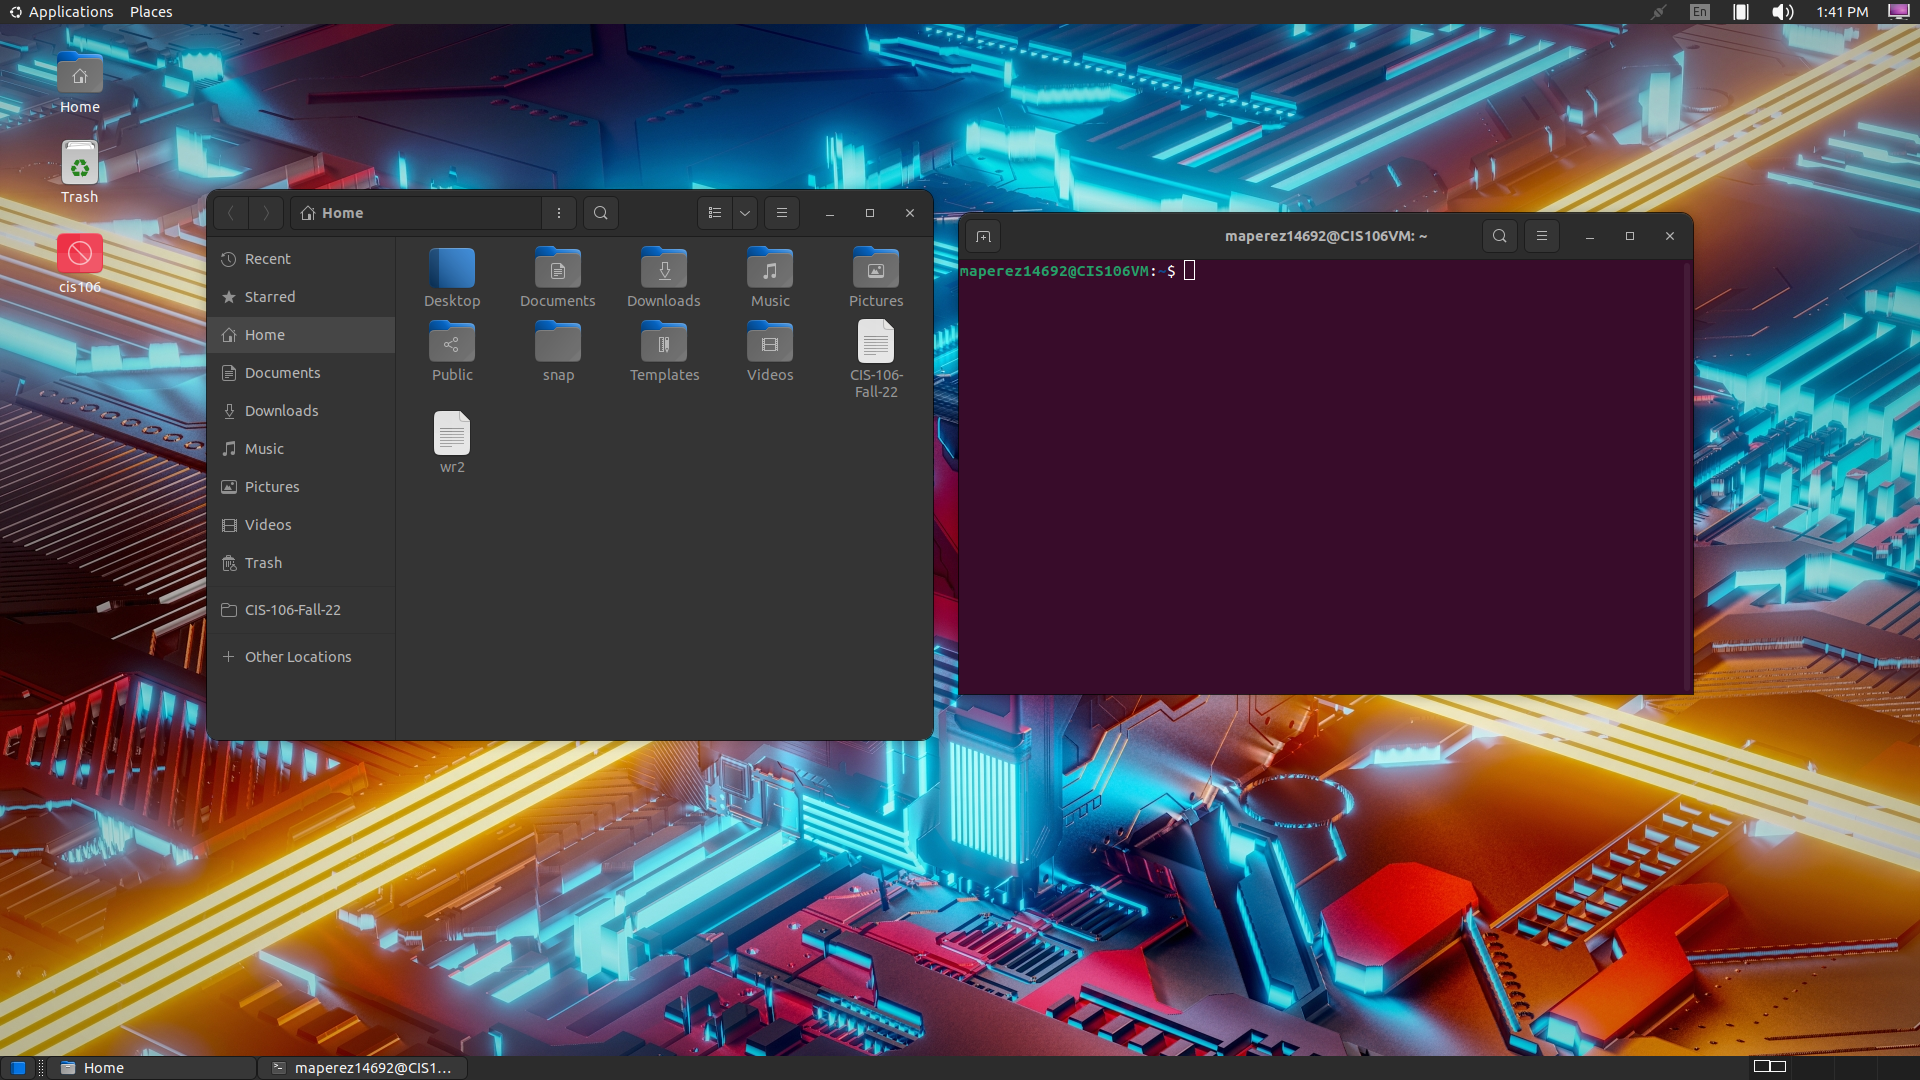 Applications Places
En 1:41 PM
Home
Trash
cis106
Home
Recent
Starred
Home
Documents
Downloads
Music
Pictures
Videos
Trash
CIS-106-Fall-22
Other Locations
Desktop Documents Downloads Music Pictures
Public snap Templates Videos CIS-106-
Fall-22
wr2
maperez14692@CIS106VM: ~
maperez14692@CIS106VM:~$
Home maperez14692@CIS1...